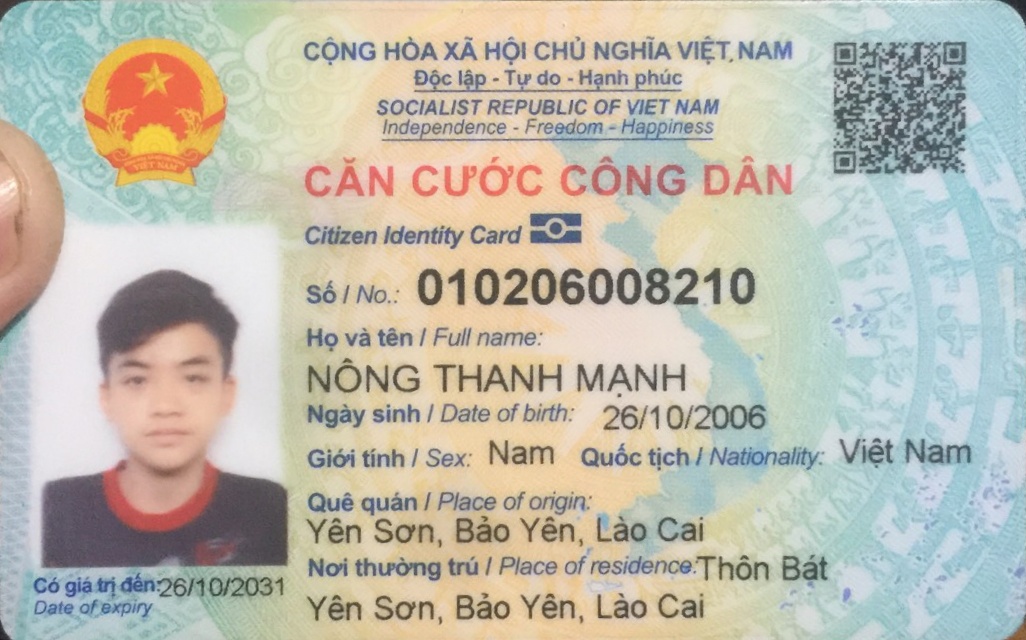 CỘNG HÒA XÃ HỘI CHỦ NGHĨA VIỆT NAM
Độc lập - Tự do - Hạnh phúc
SOCIALIST REPUBLIC OF VIET NAM
Independence - Freedom - Happiness
CĂN CƯỚC CÔNG DÂN
Citizen Identity Card
Số / No.: 010206008210
Họ và tên / Full name:
NÔNG THANH MẠNH
Ngày sinh / Date of birth: 26/10/2006
Giới tính / Sex: Nam Quốc tịch / Nationality: Việt Nam
Quê quán / Place of origin:
Yên Sơn, Bảo Yên, Lào Cai
Nơi thường trú / Place of residence: Thôn Bát
Yên Sơn, Bảo Yên, Lào Cai
Có giá trị đến: 26/10/2031
Date of expiry
VIỆT NAM